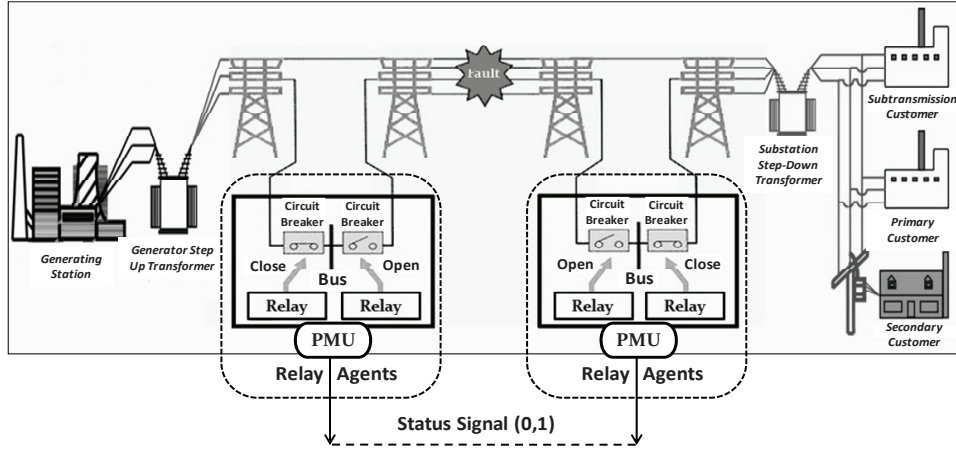 Fault
Subtransmission
Customer
Substation
Step-Down
Transformer
Primary
Customer
Secondary
Customer
Generating
Station
Generator Step
Up Transformer
Circuit
Breaker
Circuit
Breaker
Close
Open
Bus
Relay
Relay
PMU
Relay Agents
Circuit
Breaker
Circuit
Breaker
Open
Close
Bus
Relay
Relay
PMU
Relay Agents
Status Signal (0,1)